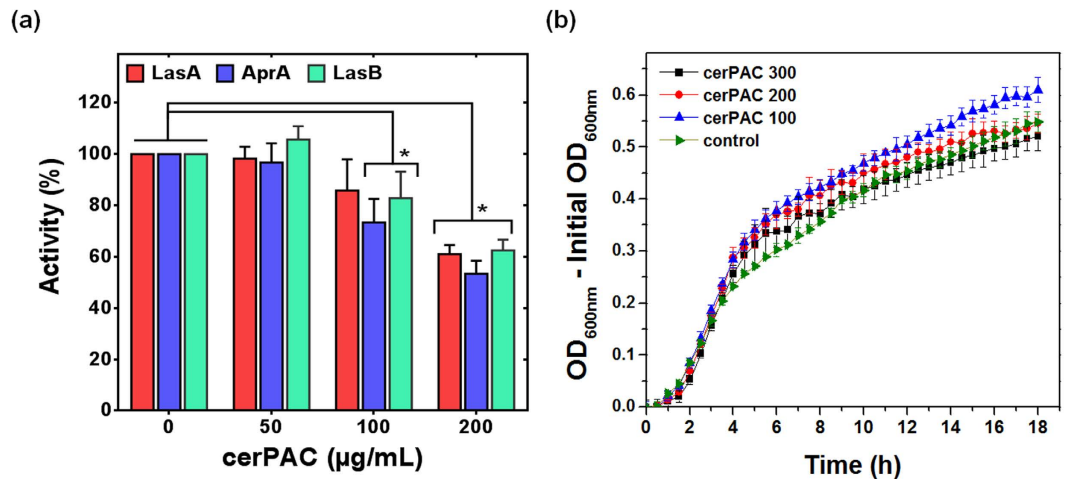 (a)
LasA AprA LasB
120
100
80
60
40
20
0
Activity (%)
*
*
0 50 100 200
cerPAC (µg/mL)
(b)
cerPAC 300
cerPAC 200
cerPAC 100
control
0.6
0.5
0.4
0.3
0.2
0.1
0.0
OD600nm - Initial OD600nm
0 2 4 6 8 10 12 14 16 18
Time (h)